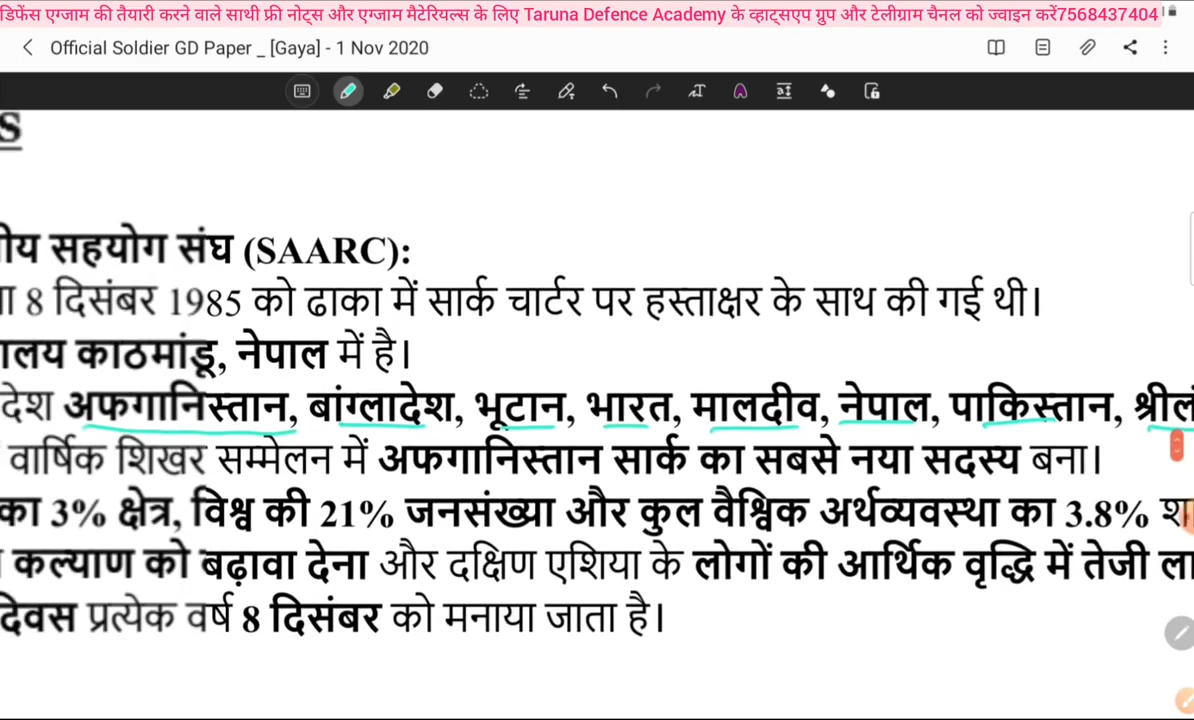 डिफेंस एग्जाम की तैयारी करने वाले साथी फ्री नोट्स और एग्जाम मैटेरियल्स के लिए Taruna Defence Academy के व्हाट्सएप ग्रुप और टेलीग्राम चैनल को ज्वाइन करें7568437404
Official Soldier GD Paper _ [Gaya] - 1 Nov 2020
S
ीय सहयोग संघ (SAARC):
8 दिसंबर 1985 को ढाका में सार्क चार्टर पर हस्ताक्षर के साथ की गई थी।
ालय काठमांडू, नेपाल में है।
देश अफगानिस्तान, बांग्लादेश, भूटान, भारत, मालदीव, नेपाल, पाकिस्तान, श्रील
वार्षिक शिखर सम्मेलन में अफगानिस्तान सार्क का सबसे नया सदस्य बना।
का 3% क्षेत्र, विश्व की 21% जनसंख्या और कुल वैश्विक अर्थव्यवस्था का 3.8% श
कल्याण को बढ़ावा देना और दक्षिण एशिया के लोगों की आर्थिक वृद्धि में तेजी ला
दिवस प्रत्येक वर्ष 8 दिसंबर को मनाया जाता है।